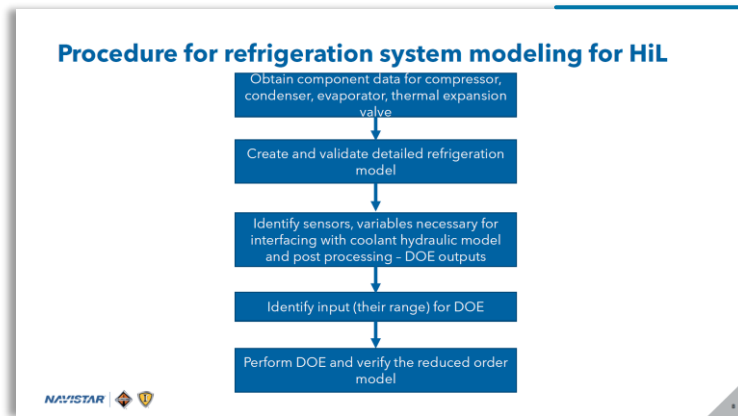 Procedure for refrigeration system modeling for HiL
Obtain component data for compressor,
condenser, evaporator, thermal expansion
valve
Create and validate detailed refrigeration
model
Identify sensors, variables necessary for
interfacing with coolant hydraulic model
and post processing – DOE outputs
Identify input (their range) for DOE
Perform DOE and verify the reduced order
model
NAVISTAR